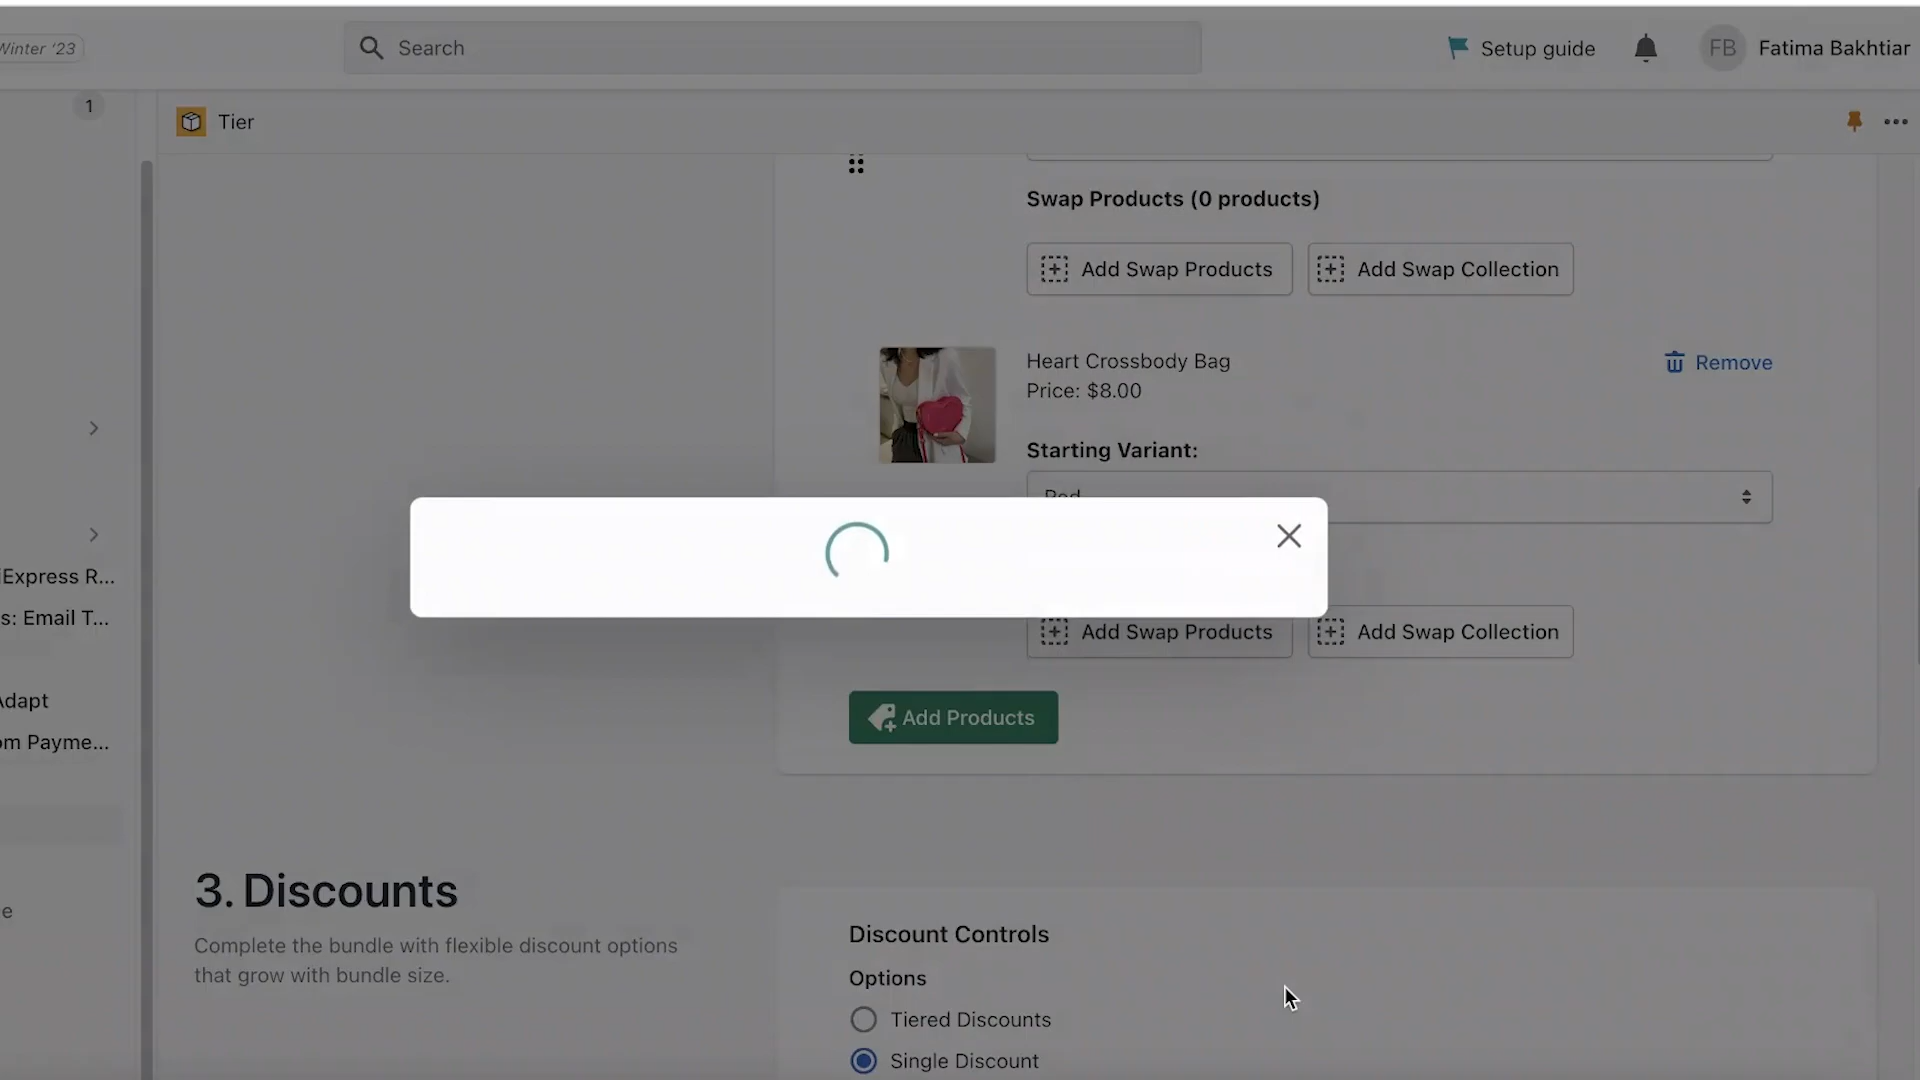 Winter '23
Search
Setup guide
FB
Fatima Bakhtiar
1
Tier
Swap Products (0 products)
Add Swap Products
Add Swap Collection
Heart Crossbody Bag
Remove
Price: $8.00
Starting Variant:
Red
Express R...
s: Email T...
Add Swap Products
Add Swap Collection
Adapt
Add Products
om Payme...
3. Discounts
e
Complete the bundle with flexible discount options
that grow with bundle size.
Discount Controls
Options
Tiered Discounts
Single Discount